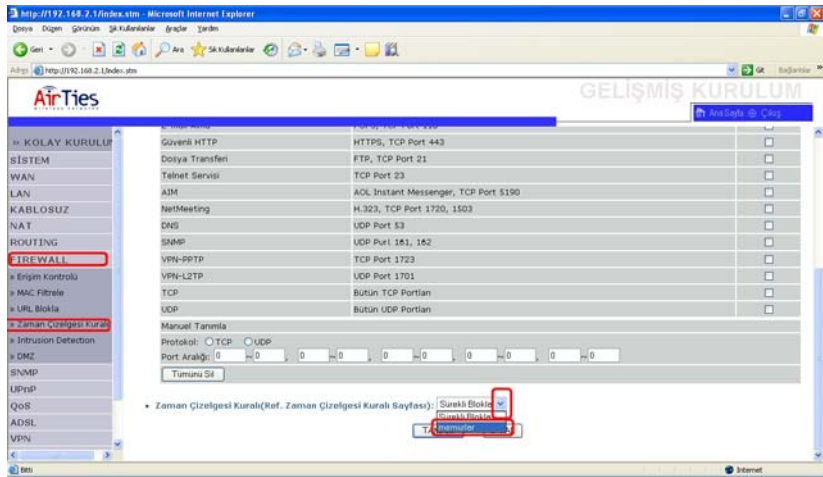 http://192.168.2.1/index.stm - Microsoft Internet Explorer
Dosya Düzen Görünüm Sık Kullanılanlar Araçlar Yardım
Geri Ara Sık Kullanılanlar
Adres http://192.168.2.1/index.stm Git Bağlantılar
AirTies
GELİŞMİŞ KURULUM
Ana Sayfa Çıkış
» KOLAY KURULUM
SİSTEM
WAN
LAN
KABLOSUZ
NAT
ROUTING
FIREWALL
» Erişim Kontrolü
» MAC Filtrele
» URL Blokla
» Zaman Çizelgesi Kuralı
» Intrusion Detection
» DMZ
SNMP
UPnP
QoS
ADSL
VPN
Güvenli HTTP HTTPS, TCP Port 443
Dosya Transferi FTP, TCP Port 21
Telnet Servisi TCP Port 23
AIM AOL Instant Messenger, TCP Port 5190
NetMeeting H.323, TCP Port 1720, 1503
DNS UDP Port 53
SNMP UDP Port 161, 162
VPN-PPTP TCP Port 1723
VPN-L2TP UDP Port 1701
TCP Bütün TCP Portları
UDP Bütün UDP Portları
Manuel Tanımla
Protokol: TCP UDP
Port Aralığı: 0 ~ 0 , 0 ~ 0 , 0 ~ 0 , 0 ~ 0 , 0 ~ 0
Tümünü Sil
• Zaman Çizelgesi Kuralı(Ref. Zaman Çizelgesi Kuralı Sayfası): Sürekli Blokla
Sürekli Blokla
memurlar
Bitti Internet